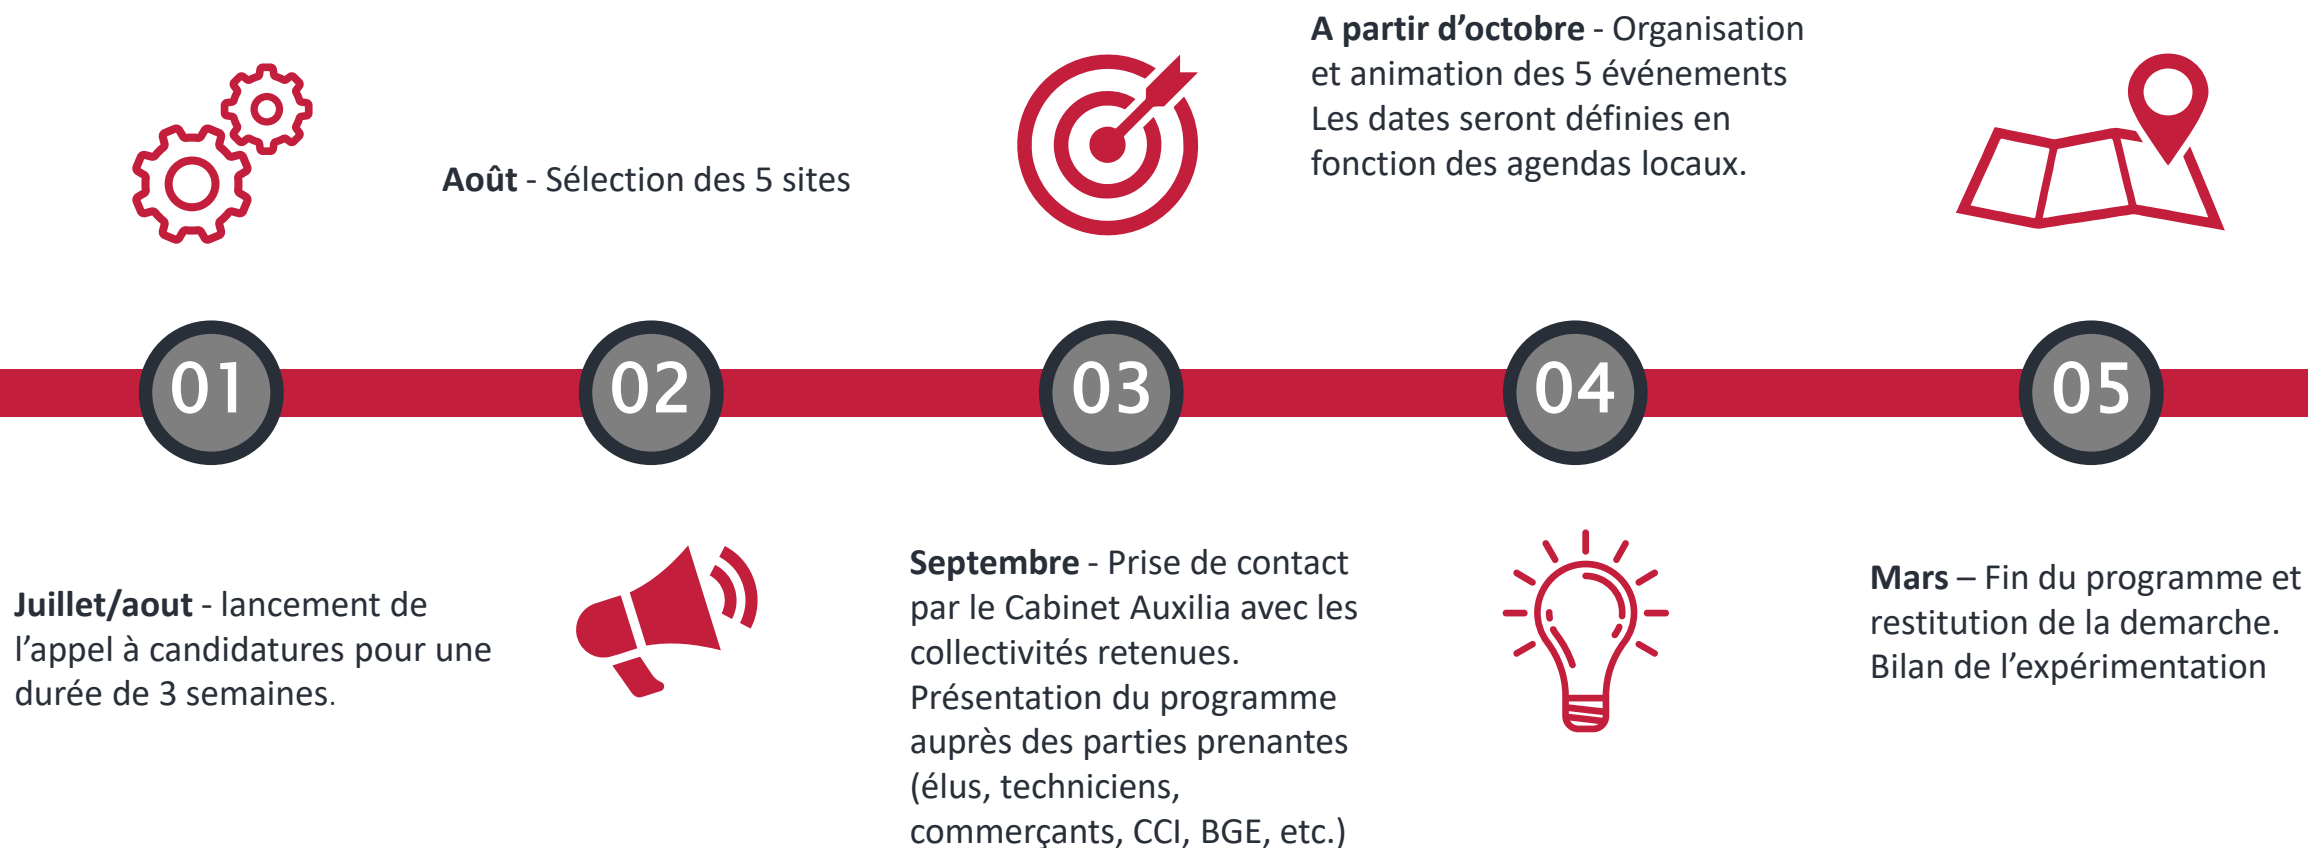 01
Juillet/aout - lancement de
l’appel à candidatures pour une
durée de 3 semaines.
02
Août - Sélection des 5 sites
03
Septembre - Prise de contact
par le Cabinet Auxilia avec les
collectivités retenues.
Présentation du programme
auprès des parties prenantes
(élus, techniciens,
commerçants, CCI, BGE, etc.)
04
A partir d’octobre - Organisation
et animation des 5 événements
Les dates seront définies en
fonction des agendas locaux.
05
Mars – Fin du programme et
restitution de la demarche.
Bilan de l’expérimentation